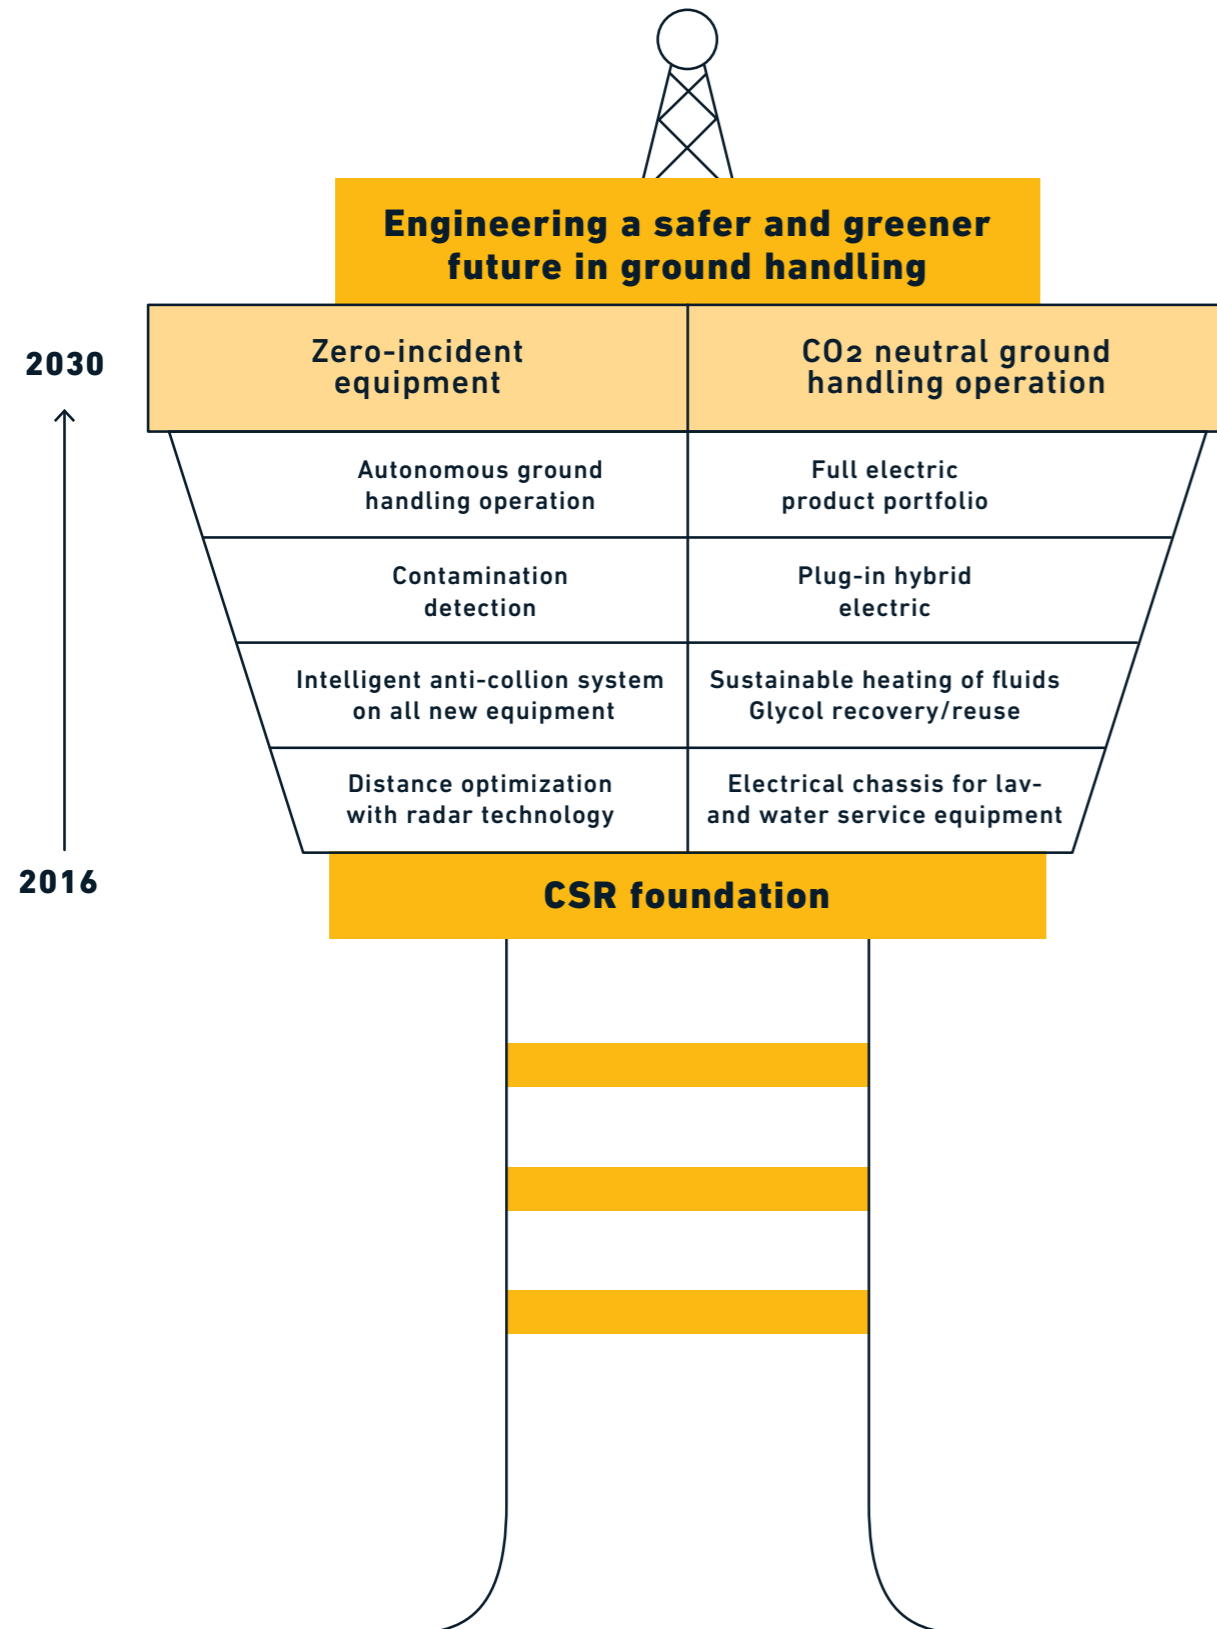 Engineering a safer and greener
future in ground handling
2030
Zero-incident
equipment
CO2 neutral ground
handling operation
Autonomous ground
handling operation
Full electric
product portfolio
Contamination
detection
Plug-in hybrid
electric
Intelligent anti-collion system
on all new equipment
Sustainable heating of fluids
Glycol recovery/reuse
Distance optimization
with radar technology
Electrical chassis for lav-
and water service equipment
2016
CSR foundation